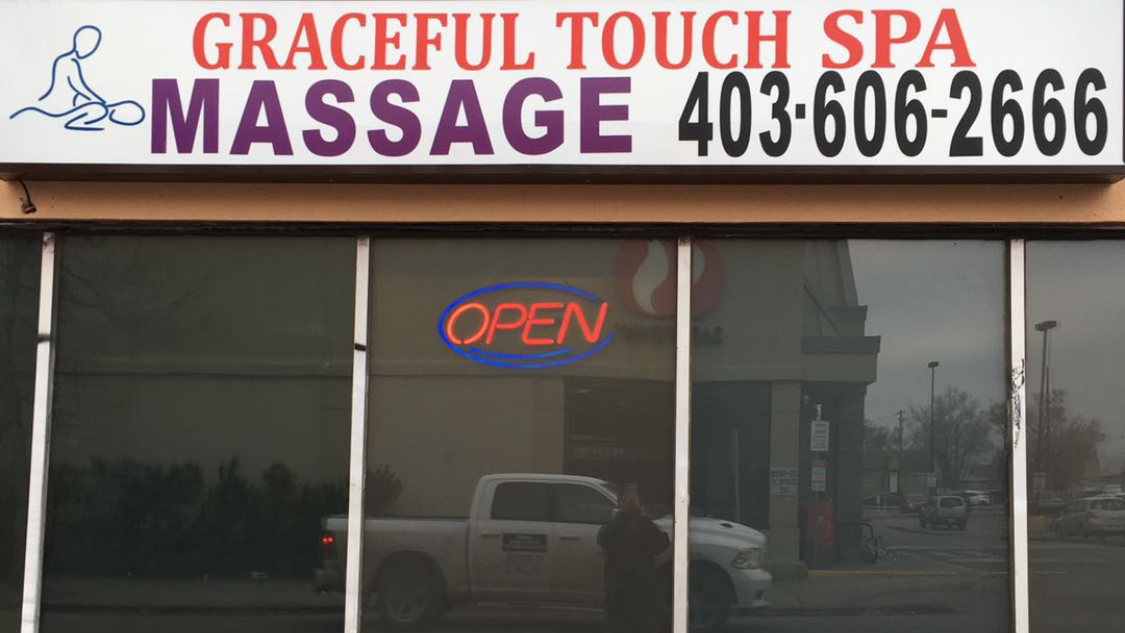 GRACEFUL TOUCH SPA
MASSAGE 403·606-2666
OPEN